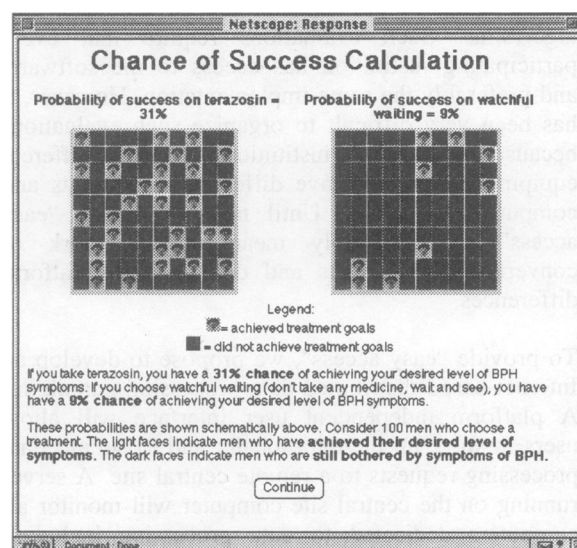 Netscape: Response
Chance of Success Calculation
Probability of success on terazosin =
31%
Probability of success on watchful
waiting = 9%
Legend:
= achieved treatment goals
= did not achieve treatment goals
If you take terazosin, you have a 31% chance of achieving your desired level of BPH
symptoms. If you choose watchful waiting (don't take any medicine, wait and see), you have
have a 9% chance of achieving your desired level of BPH symptoms.
These probabilities are shown schematically above. Consider 100 men who choose a
treatment. The light faces indicate men who have achieved their desired level of
symptoms. The dark faces indicate men who are still bothered by symptoms of BPH.
Continue
Document: Done.